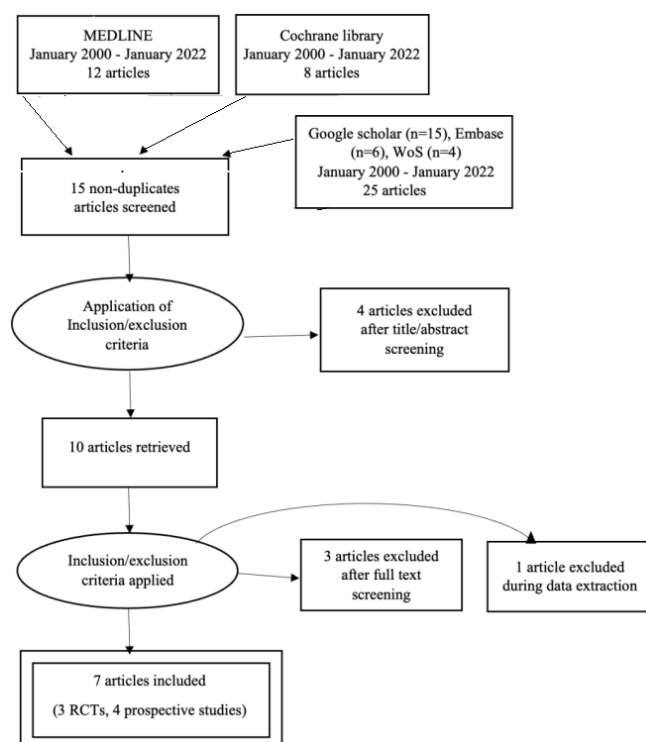 MEDLINE
January 2000 - January 2022
12 articles
Cochrane library
January 2000 - January 2022
8 articles
Google scholar (n=15), Embase
(n=6), WoS (n=4)
January 2000 - January 2022
25 articles
15 non-duplicates
articles screened
Application of
Inclusion/exclusion
criteria
4 articles excluded
after title/abstract
screening
10 articles retrieved
Inclusion/exclusion
criteria applied
3 articles excluded
after full text
screening
1 article excluded
during data extraction
7 articles included
(3 RCTs, 4 prospective studies)